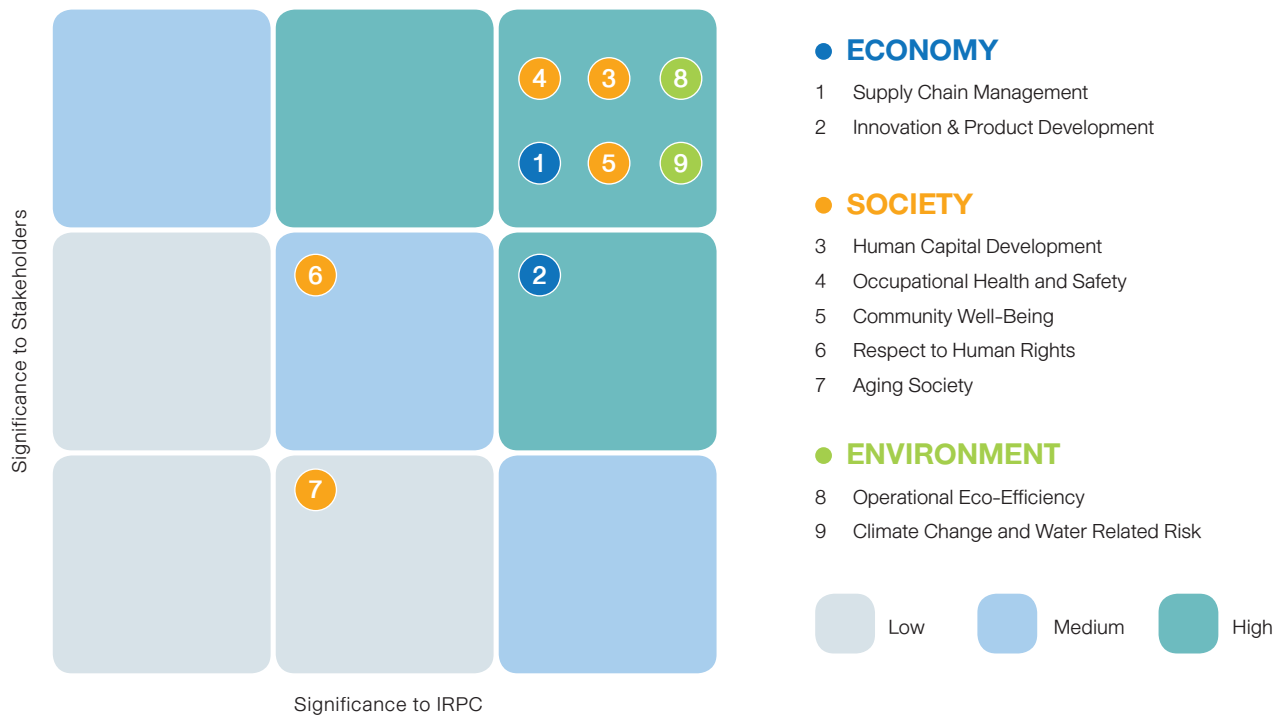 Significance to Stakeholders
4 3 8
1 5 9
6 2
7
Significance to IRPC
ECONOMY
1 Supply Chain Management
2 Innovation & Product Development
SOCIETY
3 Human Capital Development
4 Occupational Health and Safety
5 Community Well-Being
6 Respect to Human Rights
7 Aging Society
ENVIRONMENT
8 Operational Eco-Efficiency
9 Climate Change and Water Related Risk
Low Medium High